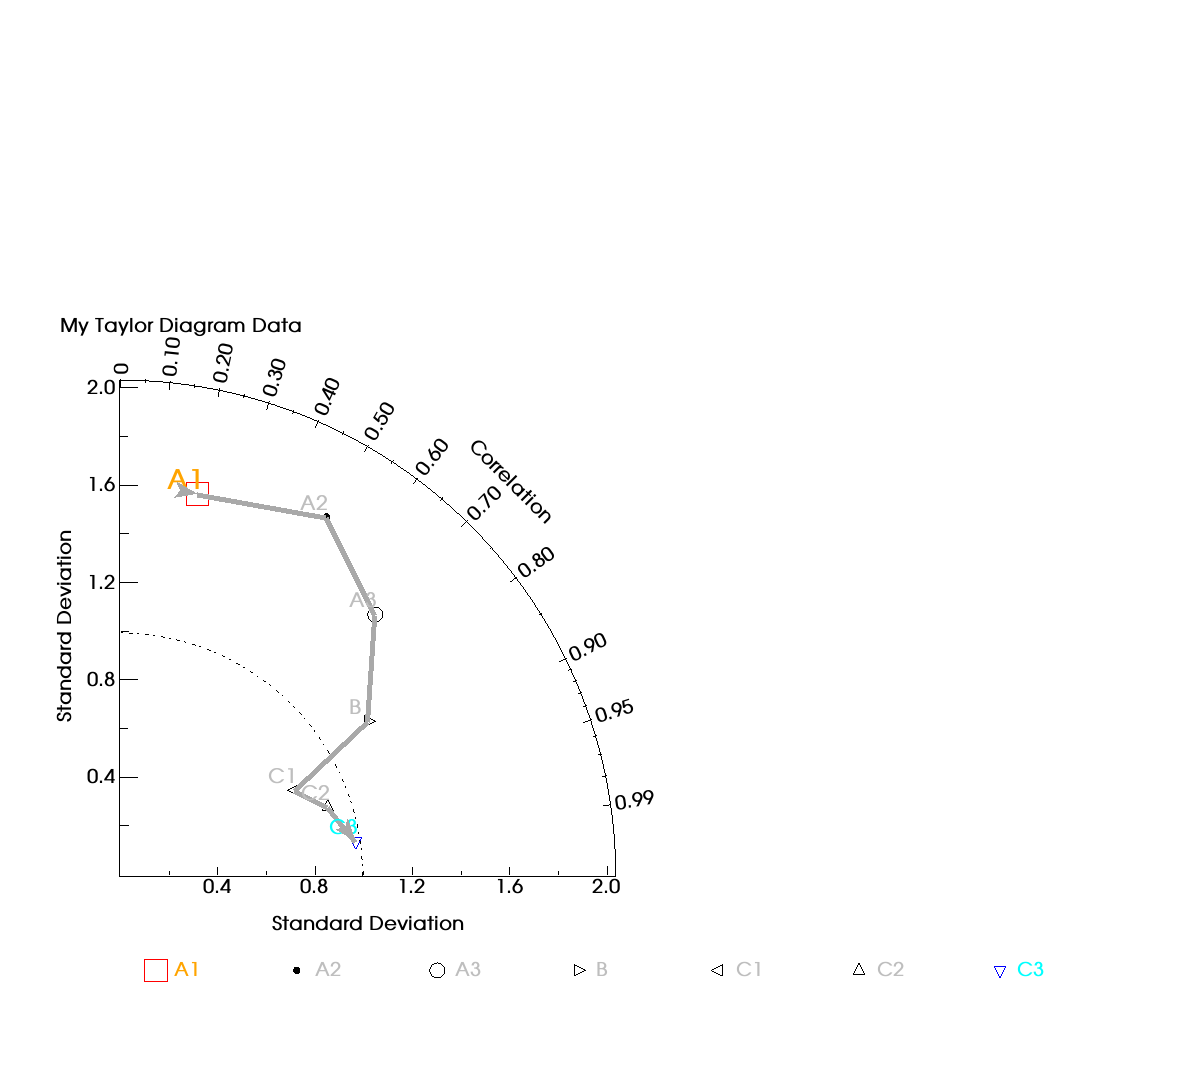 My Taylor Diagram Data
0
0.10
0.20
0.30
0.40
0.50
0.60
Correlation
0.70
0.80
0.90
0.95
0.99
2.0
1.6
1.2
0.8
0.4
Standard Deviation
A1
A2
A3
B
C1
C2
C3
0.4 0.8 1.2 1.6 2.0
Standard Deviation
A1 A2 A3 B C1 C2 C3